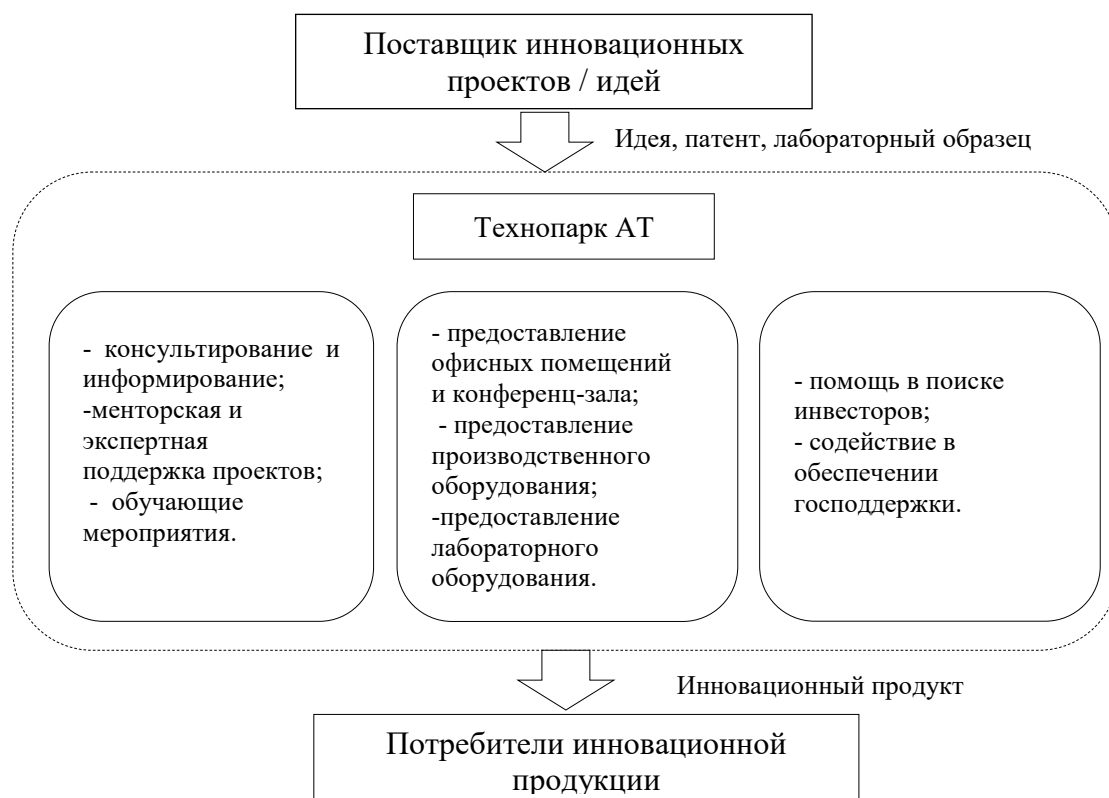 Поставщик инновационных
проектов / идей
Идея, патент, лабораторный образец
Технопарк АТ
- консультирование и
информирование;
-менторская и
экспертная
поддержка проектов;
- обучающие
мероприятия.
- предоставление
офисных помещений
и конференц-зала;
- предоставление
производственного
оборудования;
-предоставление
лабораторного
оборудования.
- помощь в поиске
инвесторов;
- содействие в
обеспечении
господдержки.
Инновационный продукт
Потребители инновационной
продукции